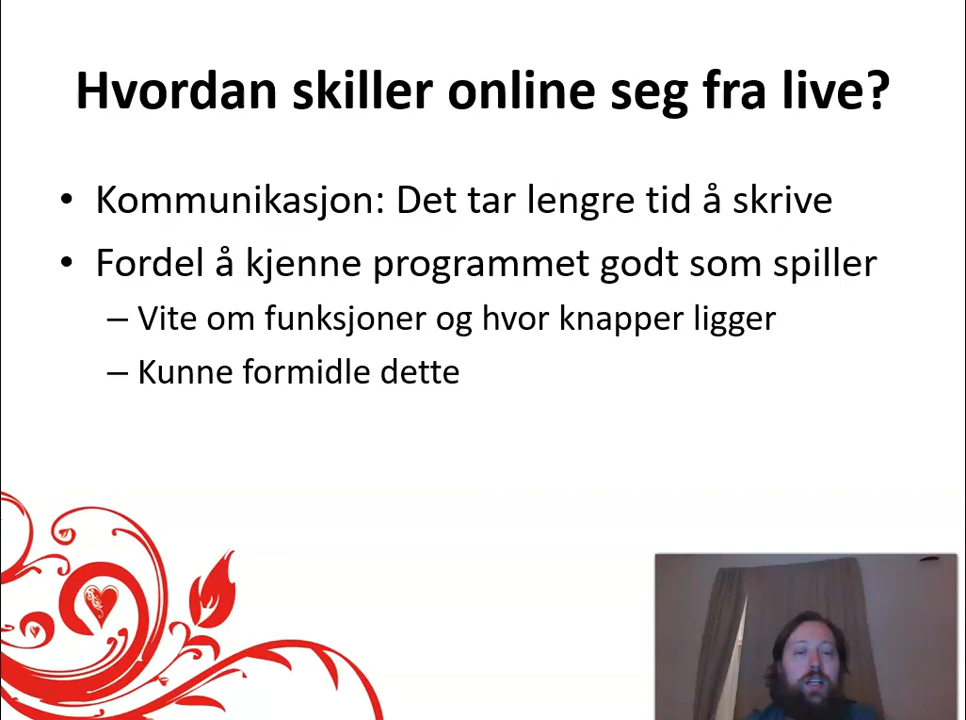 Hvordan skiller online seg fra live?
• Kommunikasjon: Det tar lengre tid å skrive
• Fordel å kjenne programmet godt som spiller
– Vite om funksjoner og hvor knapper ligger
– Kunne formidle dette